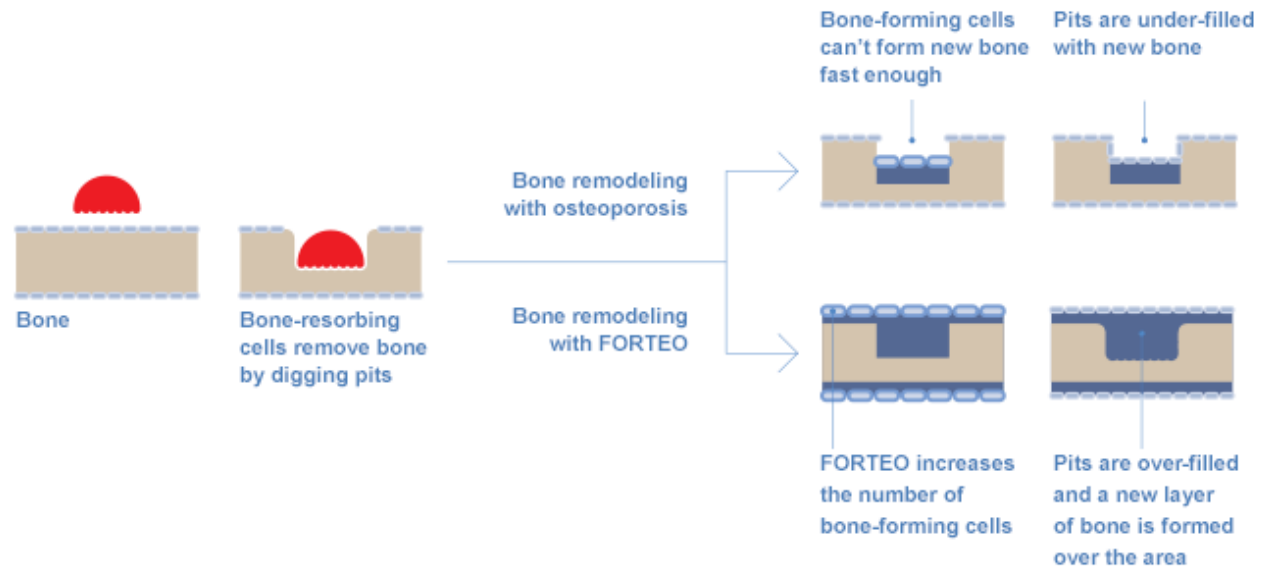 Bone-forming cells
can't form new bone
fast enough
Pits are under-filled
with new bone
Bone remodeling
with osteoporosis
Bone
Bone-resorbing
cells remove bone
by digging pits
Bone remodeling
with FORTEO
FORTEO increases
the number of
bone-forming cells
Pits are over-filled
and a new layer
of bone is formed
over the area